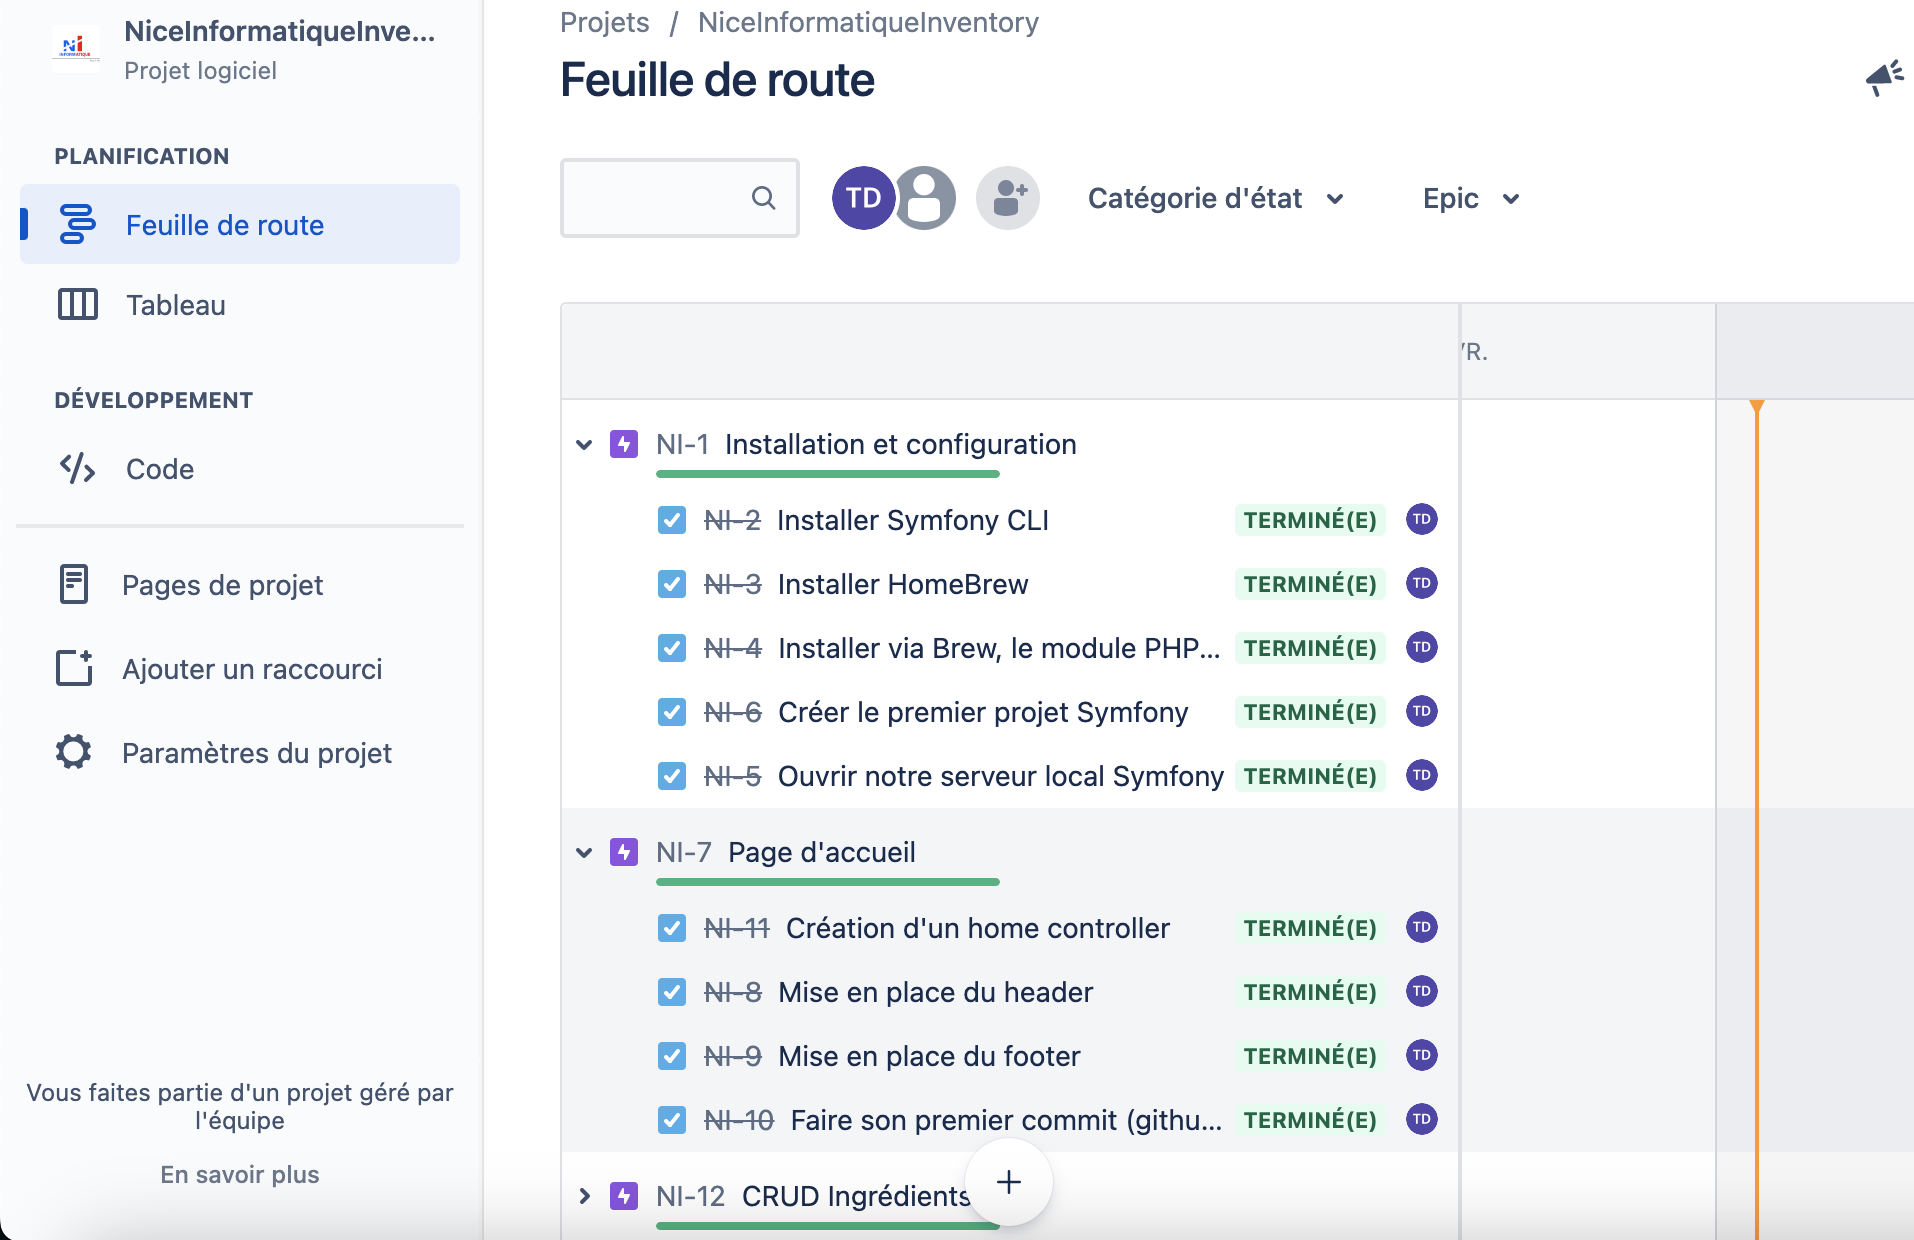 NiceInformatiqueInve...
Projet logiciel
PLANIFICATION
Feuille de route
Tableau
DÉVELOPPEMENT
Code
Pages de projet
Ajouter un raccourci
Paramètres du projet
Vous faites partie d'un projet géré par
l'équipe
En savoir plus
Projets / NiceInformatiqueInventory
Feuille de route
TD
Catégorie d'état
Epic
VR.
NI-1 Installation et configuration
NI-2 Installer Symfony CLI TERMINÉ(E) TD
NI-3 Installer HomeBrew TERMINÉ(E) TD
NI-4 Installer via Brew, le module PHP... TERMINÉ(E) TD
NI-6 Créer le premier projet Symfony TERMINÉ(E) TD
NI-5 Ouvrir notre serveur local Symfony TERMINÉ(E) TD
NI-7 Page d'accueil
NI-11 Création d'un home controller TERMINÉ(E) TD
NI-8 Mise en place du header TERMINÉ(E) TD
NI-9 Mise en place du footer TERMINÉ(E) TD
NI-10 Faire son premier commit (githu... TERMINÉ(E) TD
NI-12 CRUD Ingrédients